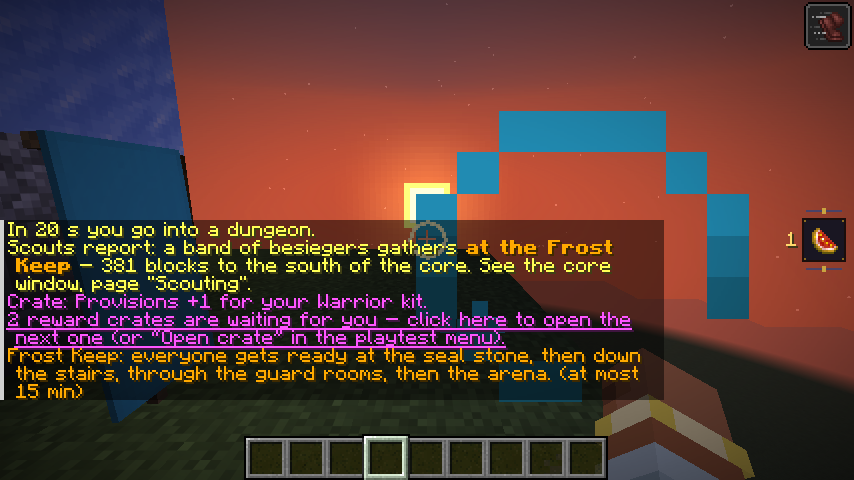 In 20 s you go into a dungeon.
Scouts report: a band of besiegers gathers at the Frost
Keep – 381 blocks to the south of the core. See the core
window, page "Scouting".
Crate: Provisions +1 for your Warrior kit.
2 reward crates are waiting for you – click here to open the
next one (or "Open crate" in the playtest menu).
Frost Keep: everyone gets ready at the seal stone, then down
the stairs, through the guard rooms, then the arena. (at most
15 min)
1